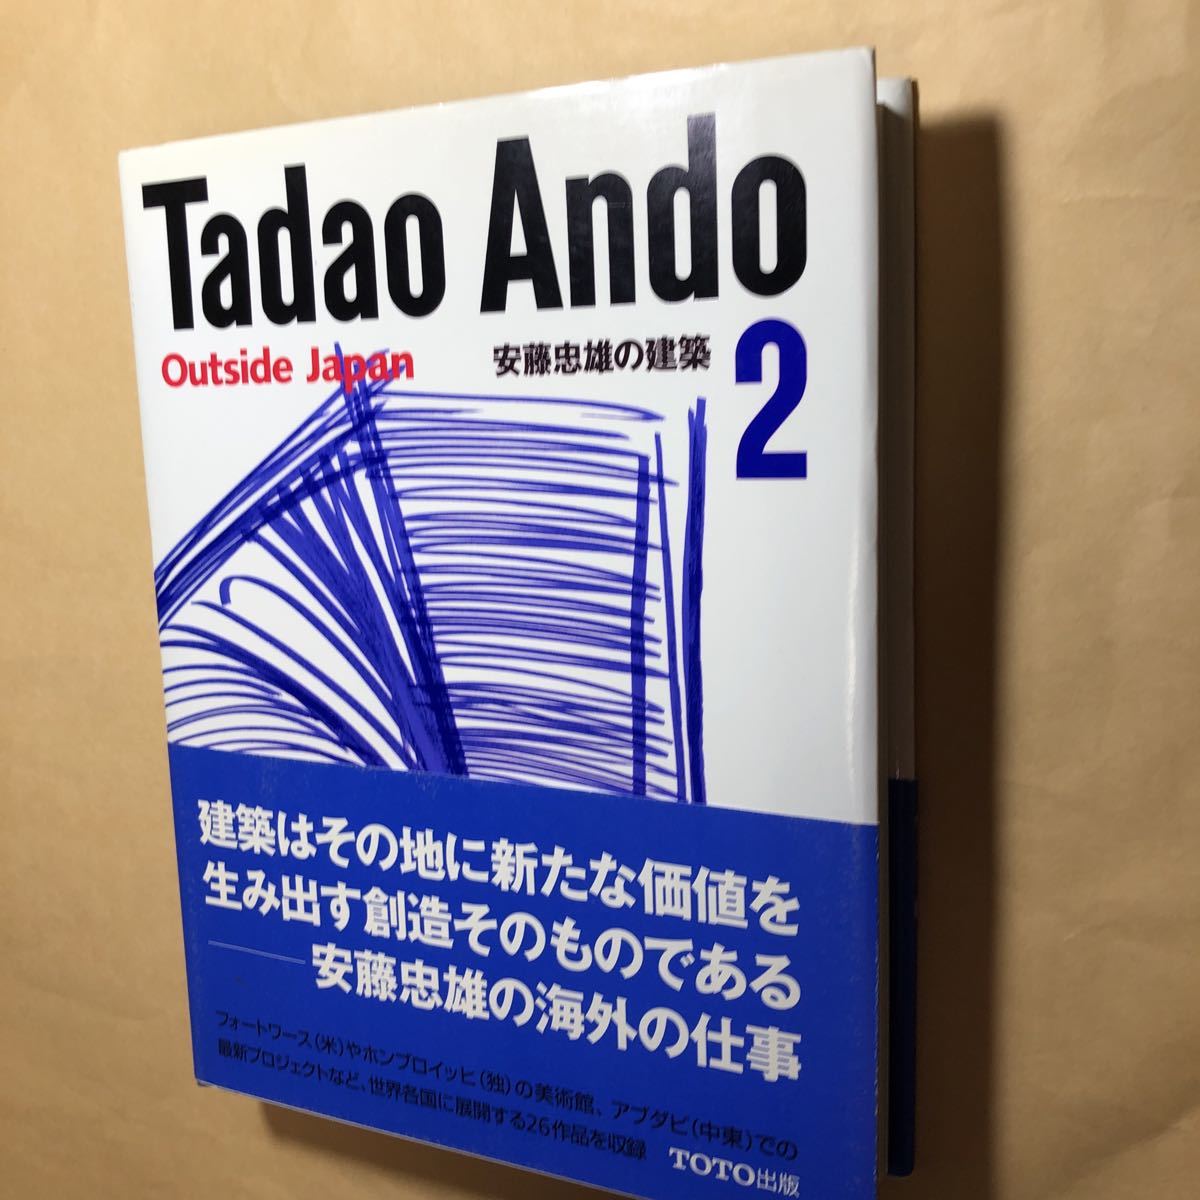 Tadao Ando
Outside Japan 安藤忠雄の建築 2
建築はその地に新たな価値を
生み出す創造そのものである
——安藤忠雄の海外の仕事
フォートワース（米）やホンブロイッヒ（独）の美術館、アブダビ（中東）での
最新プロジェクトなど、世界各国に展開する26作品を収録
TOTO出版